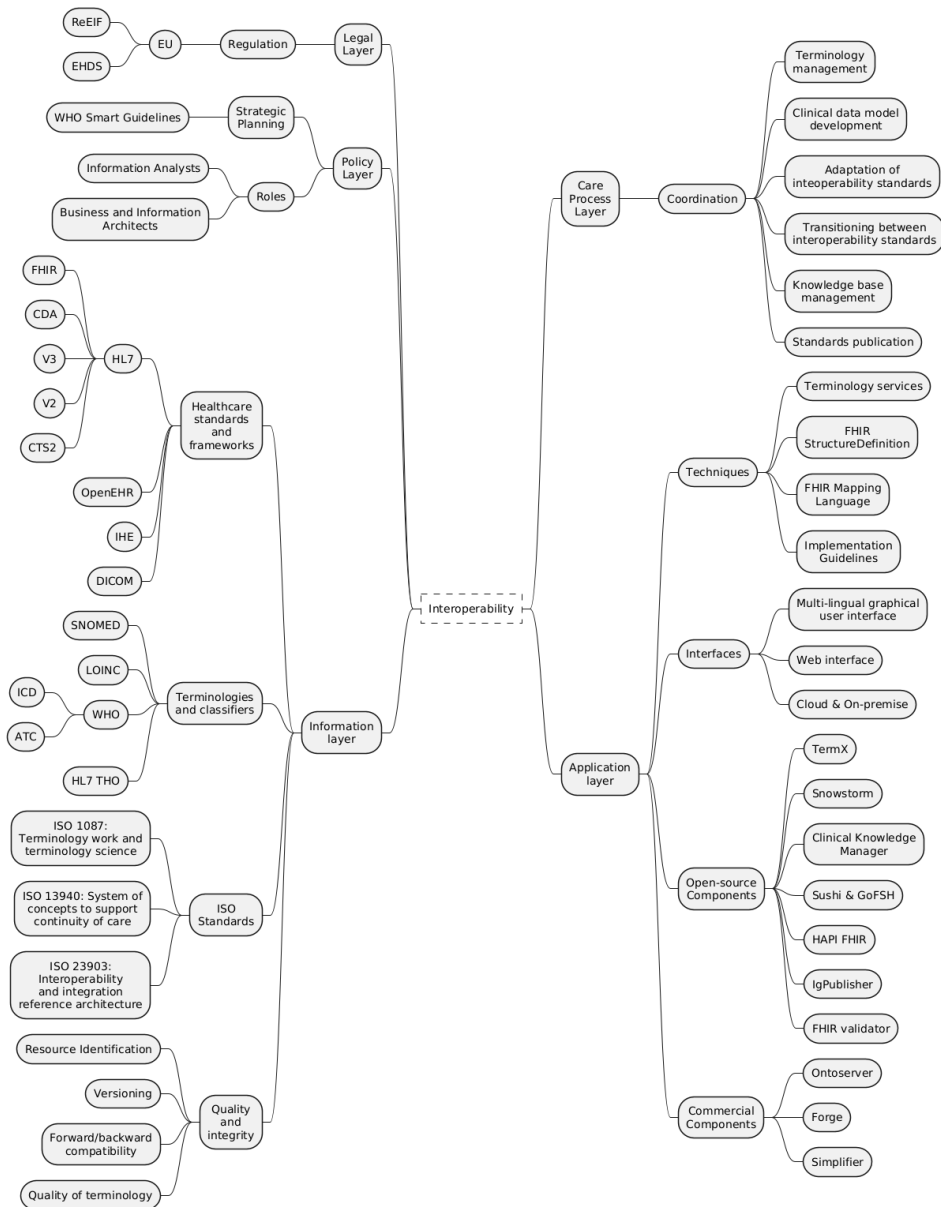 ReEIF
EHDS
EU
Regulation
Legal
Layer
WHO Smart Guidelines
Strategic
Planning
Information Analysts
Business and Information
Architects
Roles
Policy
Layer
FHIR
CDA
V3
V2
CTS2
HL7
OpenEHR
IHE
DICOM
Healthcare
standards
and
frameworks
SNOMED
LOINC
ICD
ATC
WHO
HL7 THO
Terminologies
and classifiers
ISO 1087:
Terminology work and
terminology science
ISO 13940: System of
concepts to support
continuity of care
ISO 23903:
Interoperability
and integration
reference architecture
ISO
Standards
Resource Identification
Versioning
Forward/backward
compatibility
Quality of terminology
Quality
and
integrity
Information
layer
Interoperability
Care
Process
Layer
Coordination
Terminology
management
Clinical data model
development
Adaptation of
inteoperability standards
Transitioning between
interoperability standards
Knowledge base
management
Standards publication
Application
layer
Techniques
Terminology services
FHIR
StructureDefinition
FHIR Mapping
Language
Implementation
Guidelines
Interfaces
Multi-lingual graphical
user interface
Web interface
Cloud & On-premise
Open-source
Components
TermX
Snowstorm
Clinical Knowledge
Manager
Sushi & GoFSH
HAPI FHIR
IgPublisher
FHIR validator
Commercial
Components
Ontoserver
Forge
Simplifier